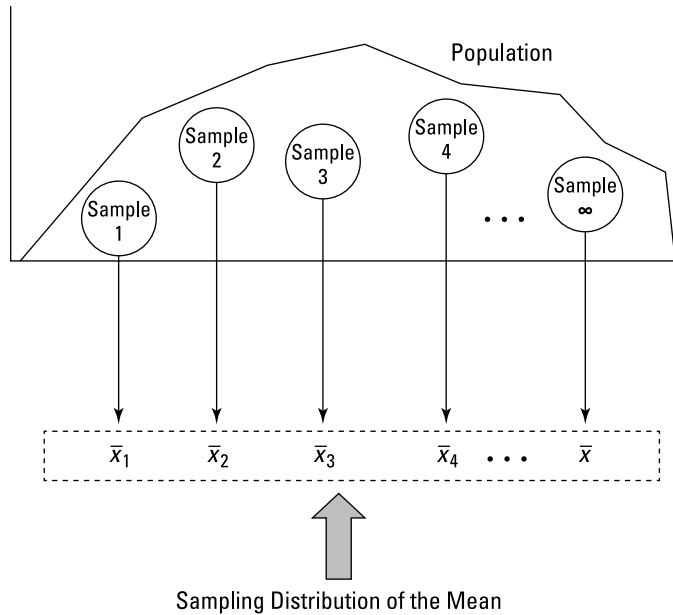 Population
Sample
1
Sample
2
Sample
3
Sample
4
. . .
Sample
∞
x̅₁ x̅₂ x̅₃ x̅₄ . . . x̅
Sampling Distribution of the Mean